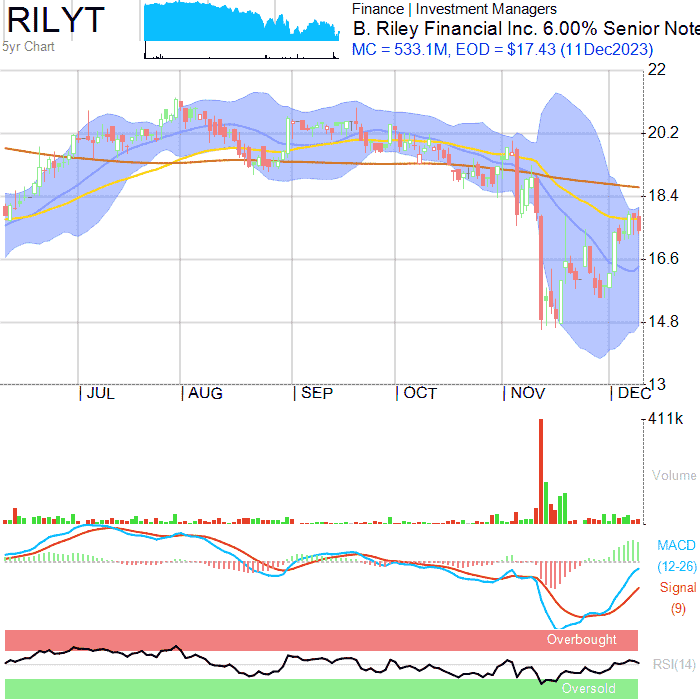 RILYT
5yr Chart
Finance | Investment Managers
B. Riley Financial Inc. 6.00% Senior Note
MC = 533.1M, EOD = $17.43 (11Dec2023)
22
20.2
18.4
16.6
14.8
13
JUL AUG SEP OCT NOV DEC
411k
Volume
MACD
(12-26)
Signal
(9)
Overbought
RSI(14)
Oversold